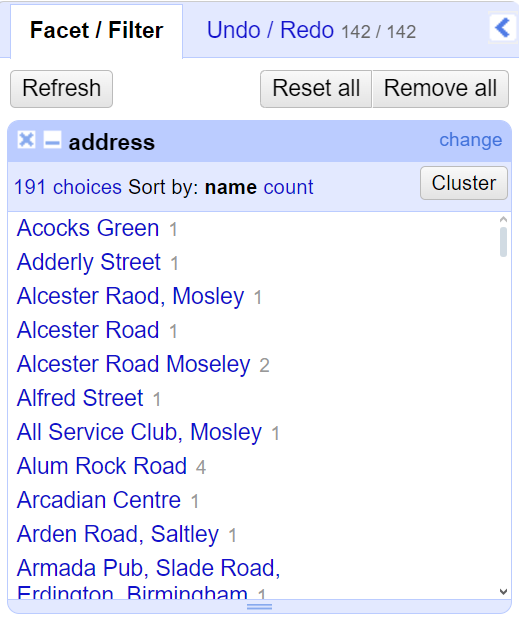 Facet / Filter Undo / Redo 142 / 142
Refresh Reset all Remove all
address change
191 choices Sort by: name count Cluster
Acocks Green 1
Adderly Street 1
Alcester Raod, Mosley 1
Alcester Road 1
Alcester Road Moseley 2
Alfred Street 1
All Service Club, Mosley 1
Alum Rock Road 4
Arcadian Centre 1
Arden Road, Saltley 1
Armada Pub, Slade Road,
Erdington, Birmingham 1